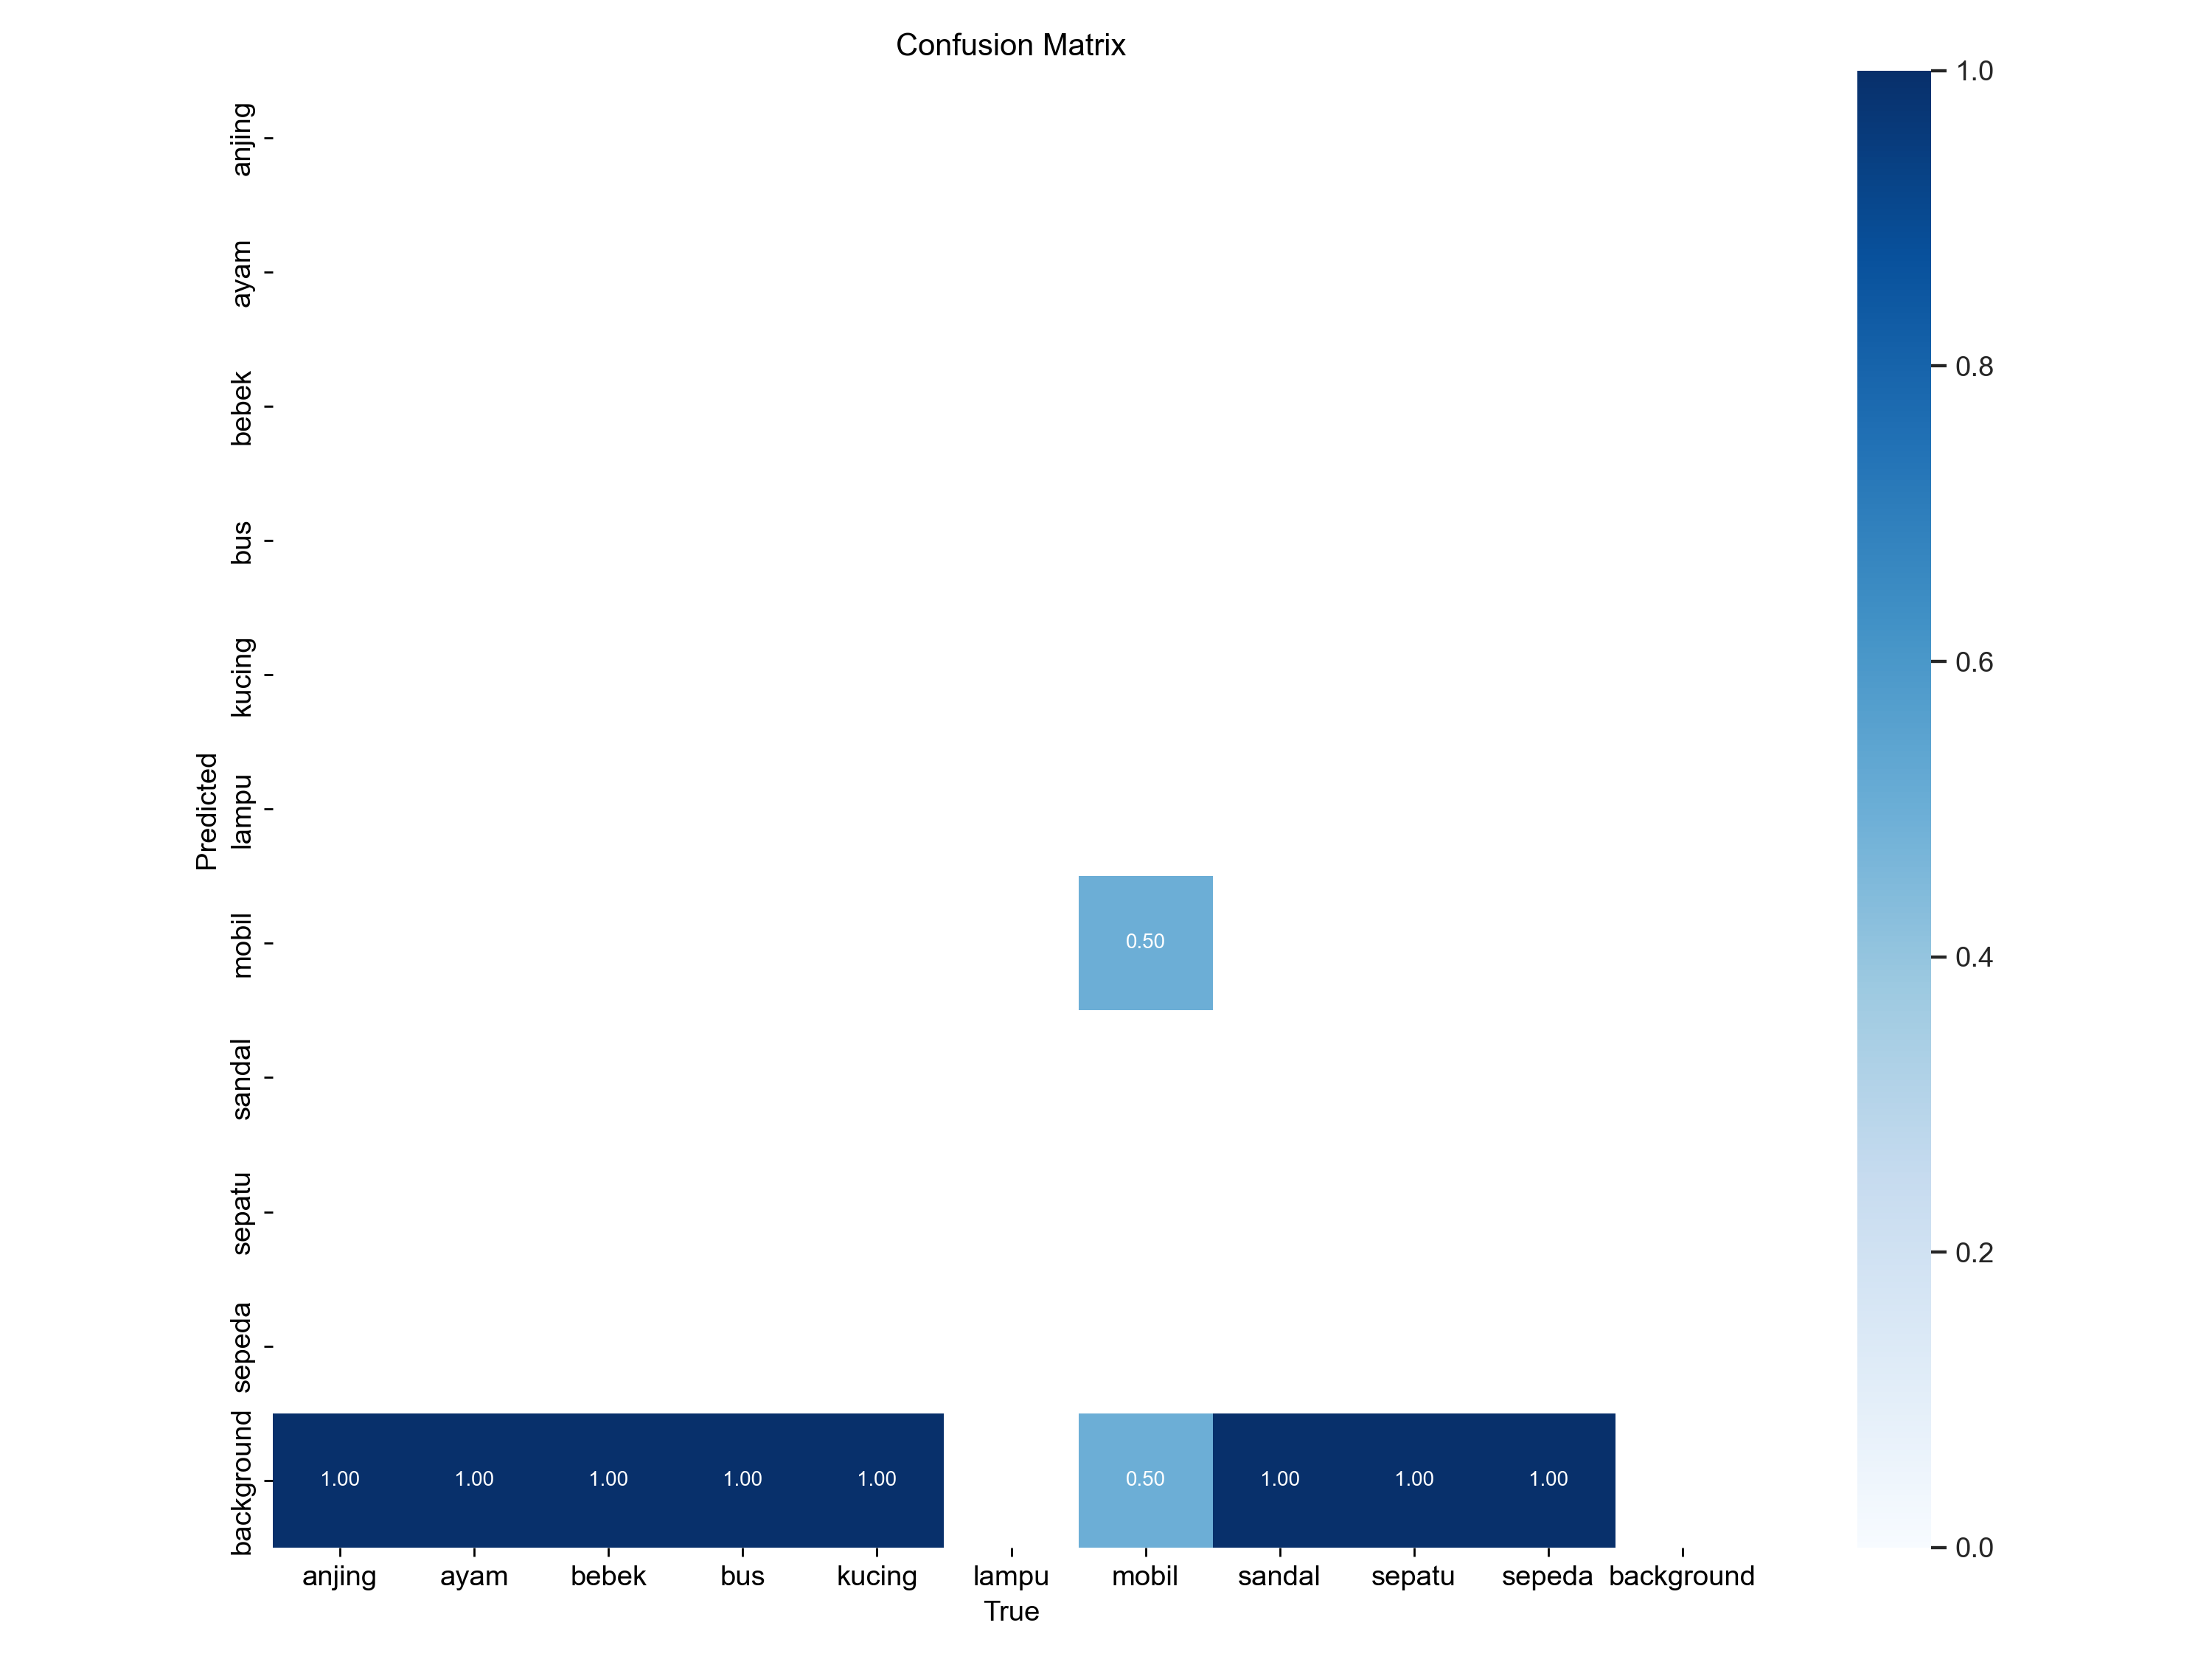 Confusion Matrix
anjing
ayam
bebek
bus
kucing
lampu
mobil
sandal
sepatu
sepeda
background
Predicted
0.50
1.00 1.00 1.00 1.00 1.00 0.50 1.00 1.00 1.00
anjing ayam bebek bus kucing lampu mobil sandal sepatu sepeda background
True
1.0
0.8
0.6
0.4
0.2
0.0